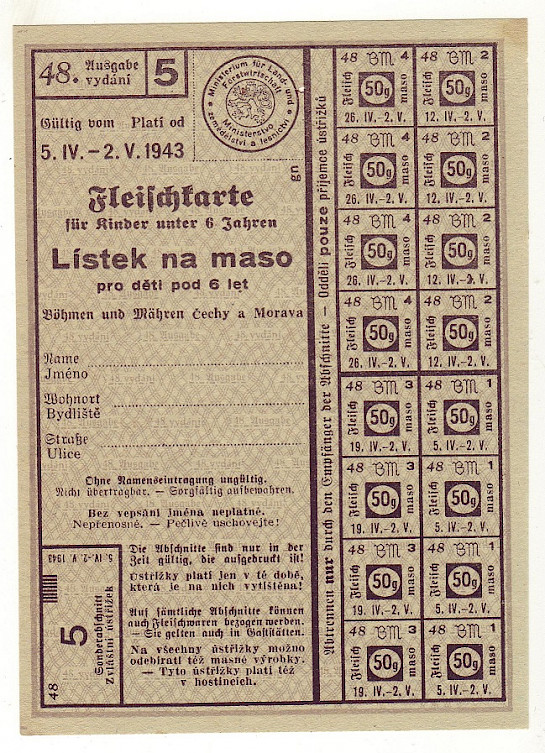 48. Ausgabe
vydání
5
Ministerium für Land- und Forstwirtschaft
Ministerstvo zemědělství a lesnictví
Gültig vom Platí od
5. IV. – 2. V. 1943
gn
Fleischkarte
für Kinder unter 6 Jahren
Lístek na maso
pro děti pod 6 let
Böhmen und Mähren Čechy a Morava
Name
Jméno
Wohnort
Bydliště
Straße
Ulice
Ohne Namenseintragung ungültig.
Nicht übertragbar. — Sorgfältig aufbewahren.
Bez vepsání jména neplatné.
Nepřenosné. — Pečlivě uschovejte!
5. IV.-2. V. 1943
5
Sonderabschnitt
Zvláštní ústřižek
48
Die Abschnitte sind nur in der
Zeit gültig, die aufgedruckt ist!
Ústřižky platí jen v té době,
která je na nich vytištěna!
Auf sämtliche Abschnitte können
auch Fleischwaren bezogen werden.
— Sie gelten auch in Gaststätten.
Na všechny ústřižky možno
odebírati též masné výrobky.
— Tyto ústřižky platí též
v hostincích.
Abtrennen nur durch den Empfänger der Abschnitte — Oddělí pouze příjemce ústřižků
48 BM 4
Fleisch 50g maso
26. IV.-2. V.
48 BM 2
Fleisch 50g maso
12. IV.-2. V.
48 BM 4
Fleisch 50g maso
26. IV.-2. V.
48 BM 2
Fleisch 50g maso
12. IV.-2. V.
48 BM 4
Fleisch 50g maso
26. IV.-2. V.
48 BM 2
Fleisch 50g maso
12. IV.-2. V.
48 BM 4
Fleisch 50g maso
26. IV.-2. V.
48 BM 2
Fleisch 50g maso
12. IV.-2. V.
48 BM 3
Fleisch 50g maso
19. IV.-2. V.
48 BM 1
Fleisch 50g maso
5. IV.-2. V.
48 BM 3
Fleisch 50g maso
19. IV.-2. V.
48 BM 1
Fleisch 50g maso
5. IV.-2. V.
48 BM 3
Fleisch 50g maso
19. IV.-2. V.
48 BM 1
Fleisch 50g maso
5. IV.-2. V.
48 BM 3
Fleisch 50g maso
19. IV.-2. V.
48 BM 1
Fleisch 50g maso
5. IV.-2. V.